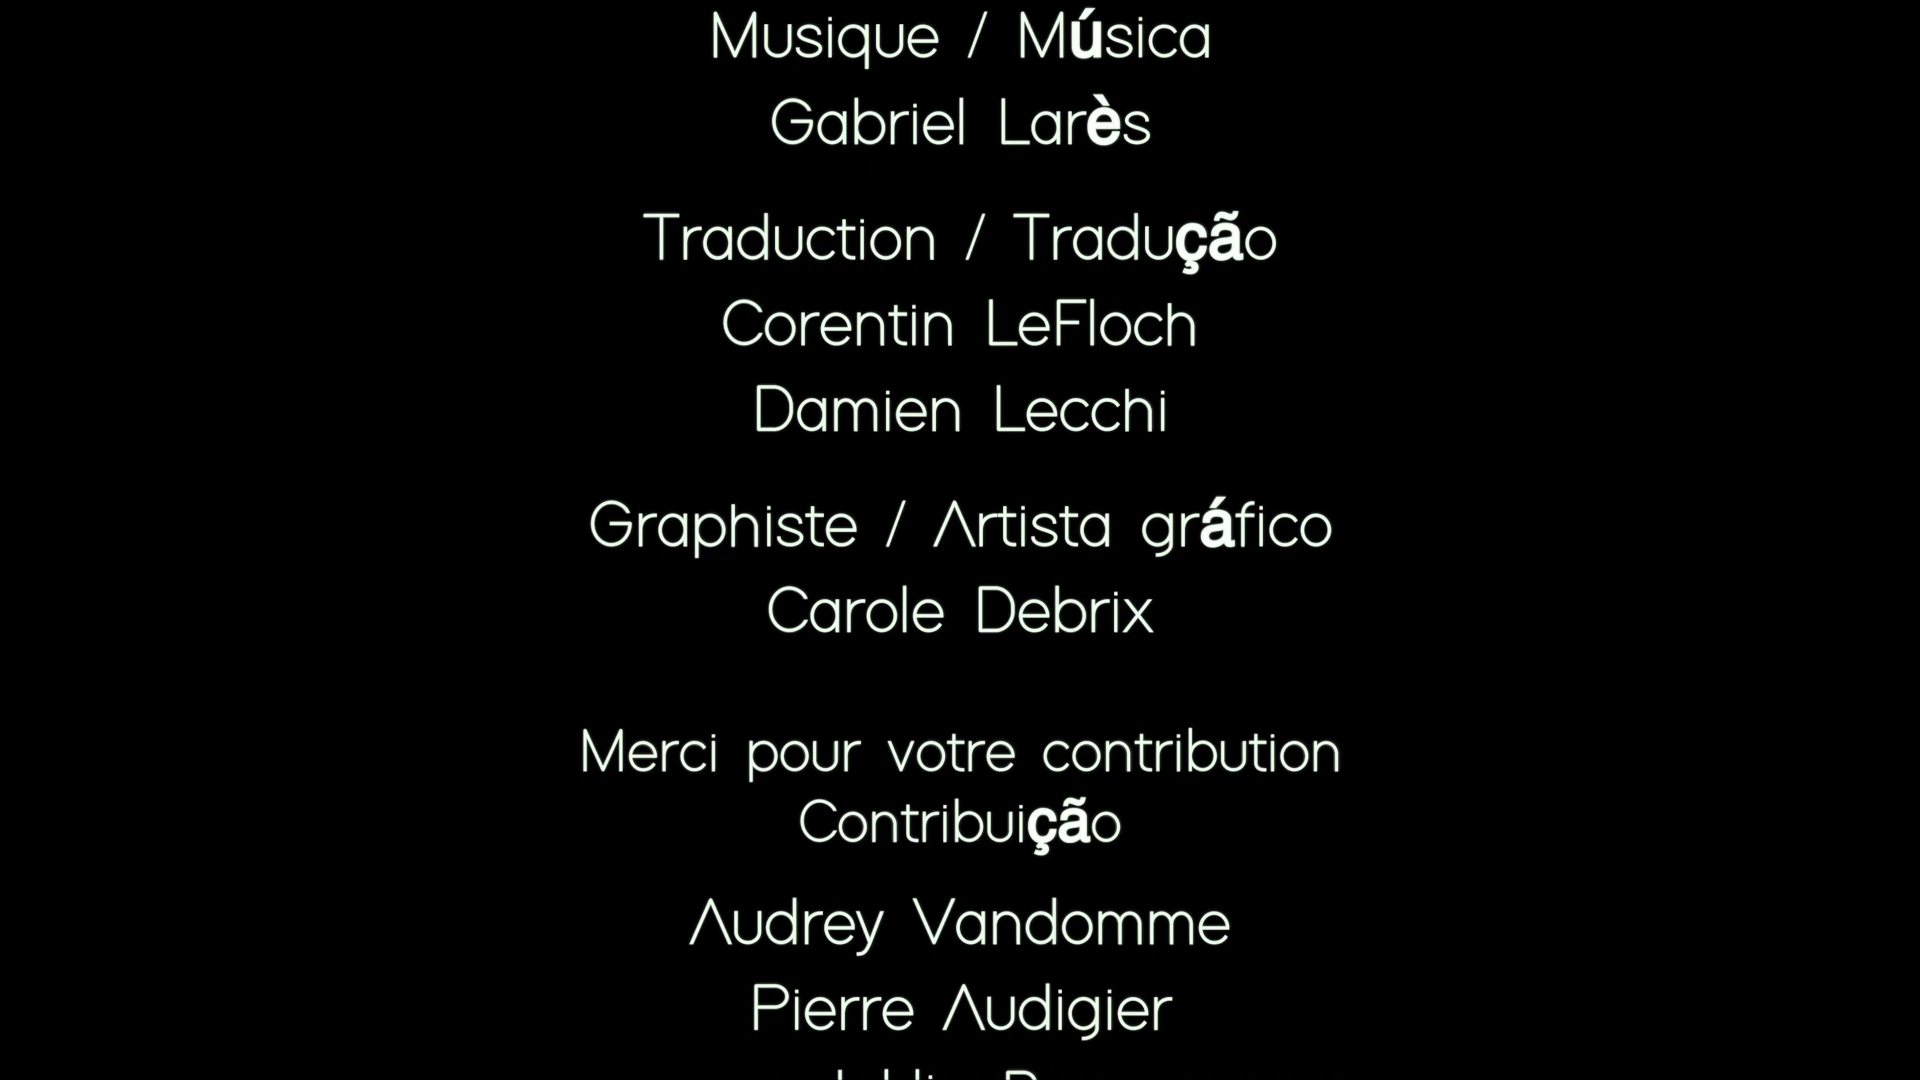 Musique / Música
Gabriel Larès
Traduction / Tradução
Corentin LeFloch
Damien Lecchi
Graphiste / Artista gráfico
Carole Debrix
Merci pour votre contribution
Contribuição
Audrey Vandomme
Pierre Audigier